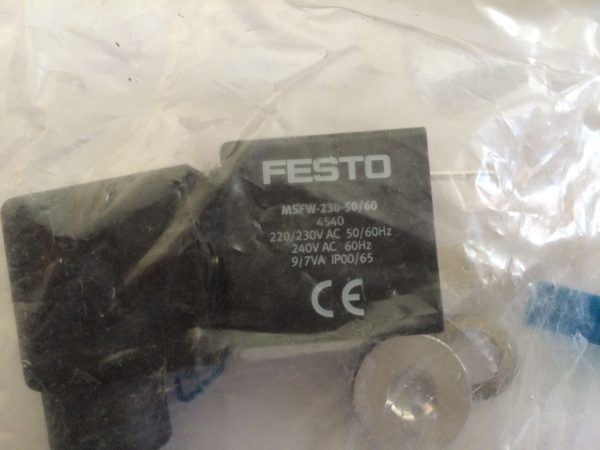 FESTO
MSFW-230-50/60
4540
220/230V AC 50/60Hz
240V AC 60Hz
9/7VA IP00/65
CE